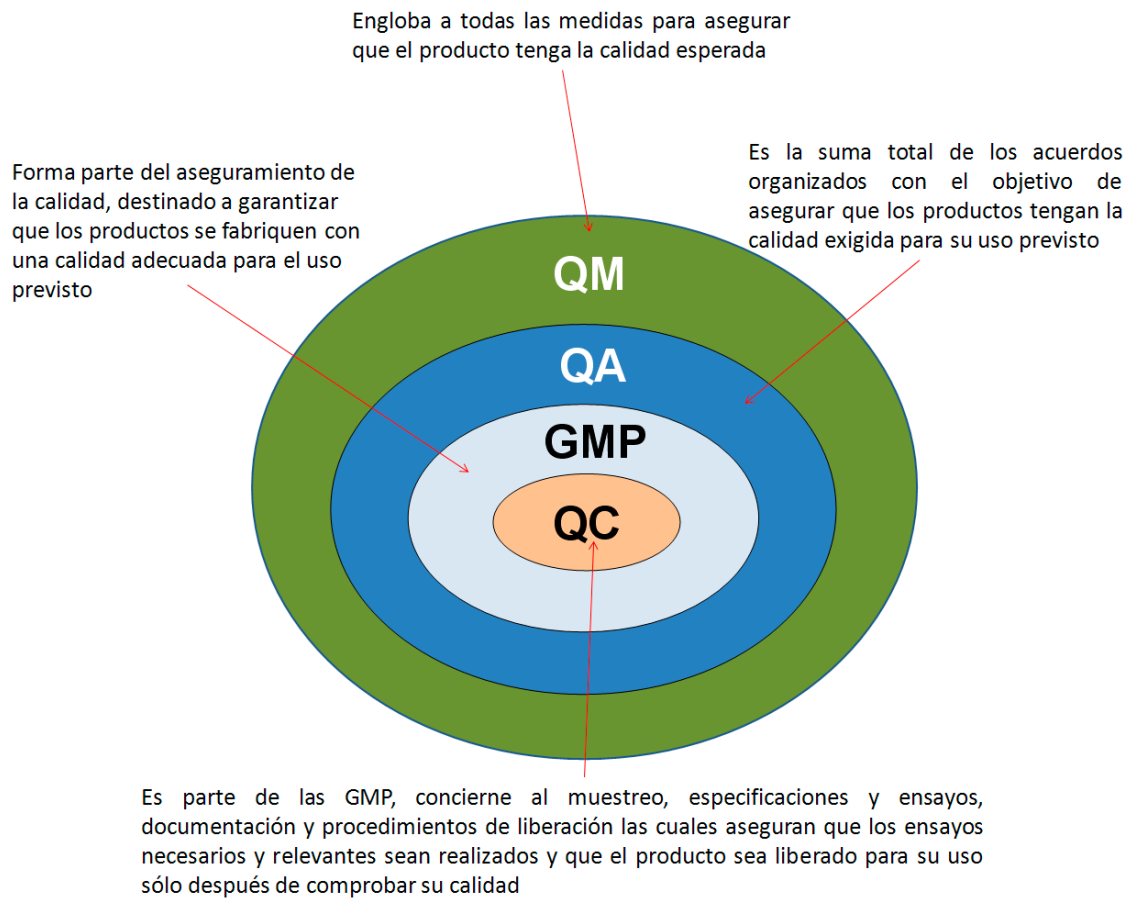 Engloba a todas las medidas para asegurar
que el producto tenga la calidad esperada
Forma parte del aseguramiento de
la calidad, destinado a garantizar
que los productos se fabriquen con
una calidad adecuada para el uso
previsto
Es la suma total de los acuerdos
organizados con el objetivo de
asegurar que los productos tengan la
calidad exigida para su uso previsto
QM
QA
GMP
QC
Es parte de las GMP, concierne al muestreo, especificaciones y ensayos,
documentación y procedimientos de liberación las cuales aseguran que los ensayos
necesarios y relevantes sean realizados y que el producto sea liberado para su uso
sólo después de comprobar su calidad